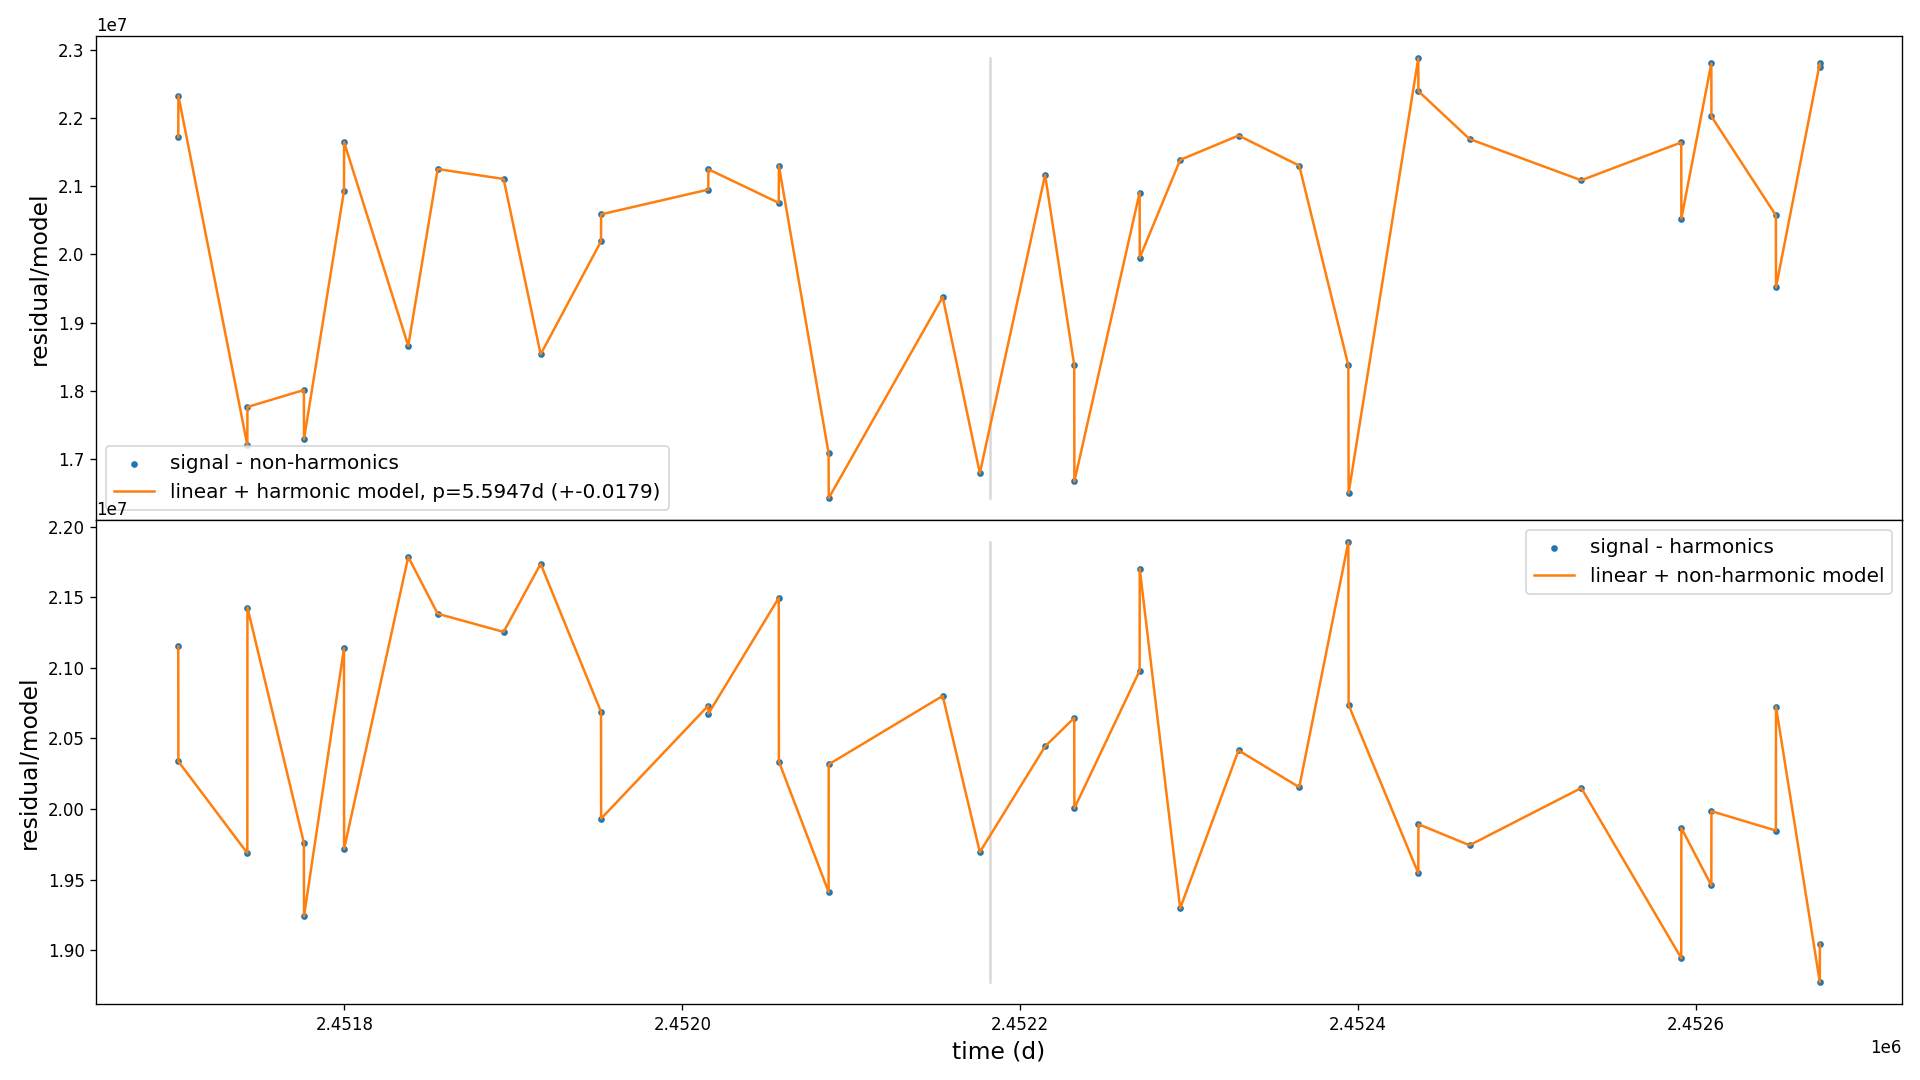 1e7
2.3
2.2
2.1
2.0
1.9
1.8
1.7
residual/model
signal - non-harmonics
linear + harmonic model, p=5.5947d (+-0.0179)
1e7
2.20
2.15
2.10
2.05
2.00
1.95
1.90
residual/model
signal - harmonics
linear + non-harmonic model
2.4518 2.4520 2.4522 2.4524 2.4526
1e6
time (d)